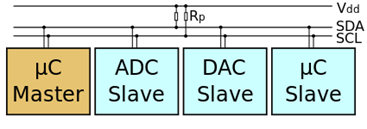 Vdd
Rp
SDA
SCL
µC
Master
ADC
Slave
DAC
Slave
µC
Slave